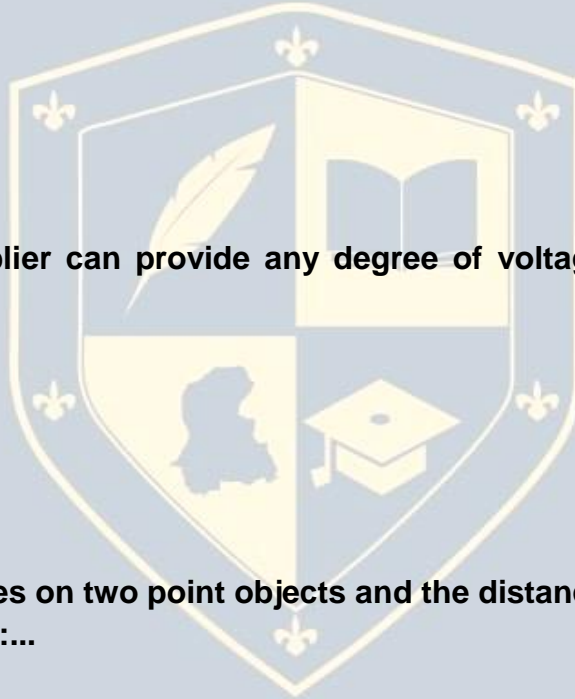 plier can provide any degree of voltag
es on two point objects and the distanc
:...